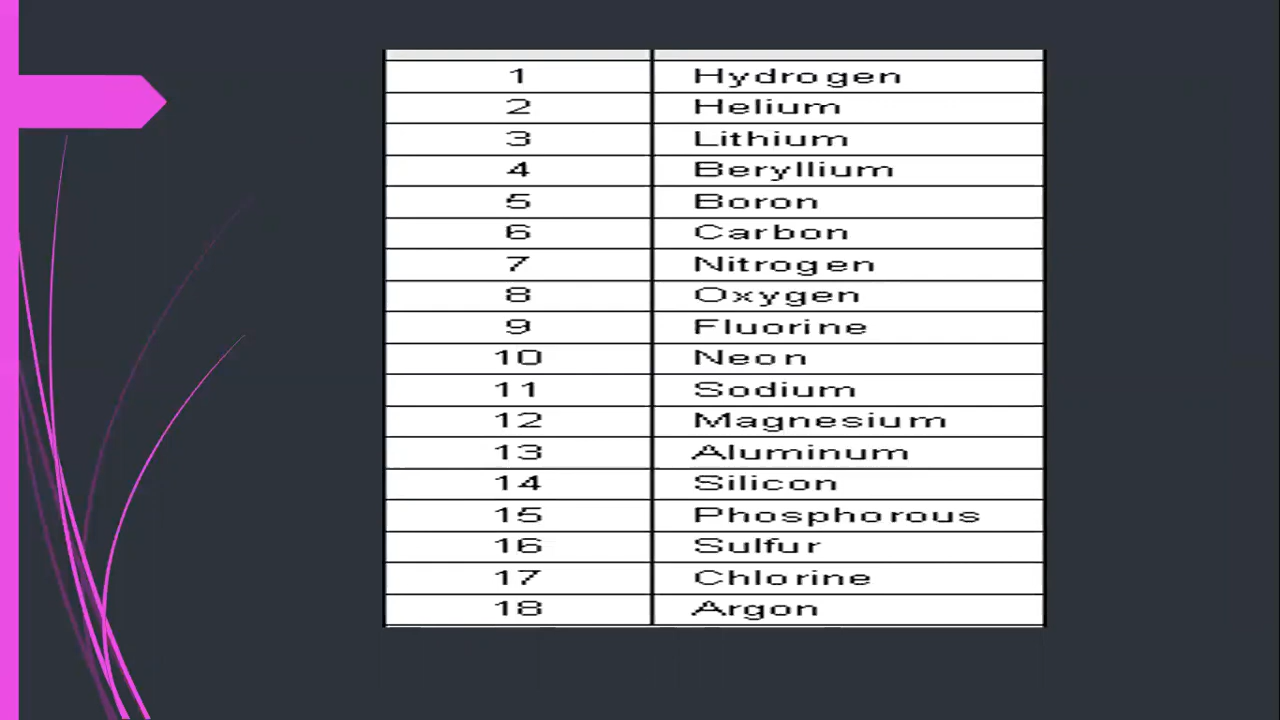 1 Hydrogen
2 Helium
3 Lithium
4 Beryllium
5 Boron
6 Carbon
7 Nitrogen
8 Oxygen
9 Fluorine
10 Neon
11 Sodium
12 Magnesium
13 Aluminum
14 Silicon
15 Phosphorous
16 Sulfur
17 Chlorine
18 Argon